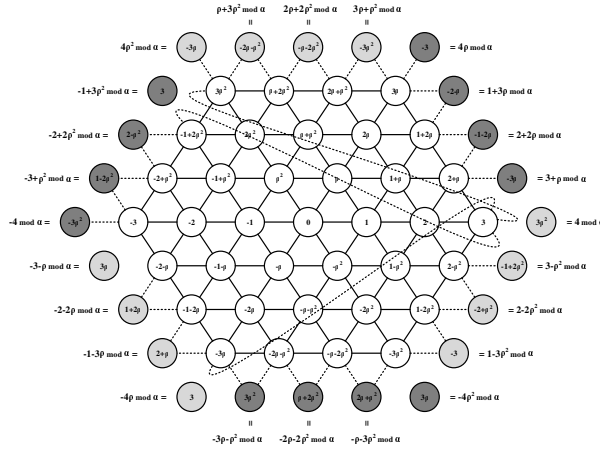 ρ+3ρ² mod α 2ρ+2ρ² mod α 3ρ+ρ² mod α
= = =
4ρ² mod α = -3ρ -2ρ-ρ² -ρ-2ρ² -3ρ² -3 = 4ρ mod α
-1+3ρ² mod α = 3 3ρ² ρ+2ρ² 2ρ+ρ² 3ρ -2-ρ = 1+3ρ mod α
-2+2ρ² mod α = 2-ρ² -1+2ρ² 2ρ² ρ+ρ² 2ρ 1+2ρ -1-2ρ = 2+2ρ mod α
-3+ρ² mod α = 1-2ρ² -2+ρ² -1+ρ² ρ² ρ 1+ρ 2+ρ -3ρ = 3+ρ mod α
-4 mod α = -3ρ² -3 -2 -1 0 1 2 3 3ρ² = 4 mod
-3-ρ mod α = 3ρ -2-ρ -1-ρ -ρ -ρ² 1-ρ² 2-ρ² -1+2ρ² = 3-ρ² mod α
-2-2ρ mod α = 1+2ρ -1-2ρ -2ρ -ρ-ρ² -2ρ² 1-2ρ² -2+ρ² = 2-2ρ² mod α
-1-3ρ mod α = 2+ρ -3ρ -2ρ-ρ² -ρ-2ρ² -3ρ² -3 = 1-3ρ² mod α
-4ρ mod α = 3 3ρ² ρ+2ρ² 2ρ+ρ² 3ρ = -4ρ² mod α
= = =
-3ρ-ρ² mod α -2ρ-2ρ² mod α -ρ-3ρ² mod α